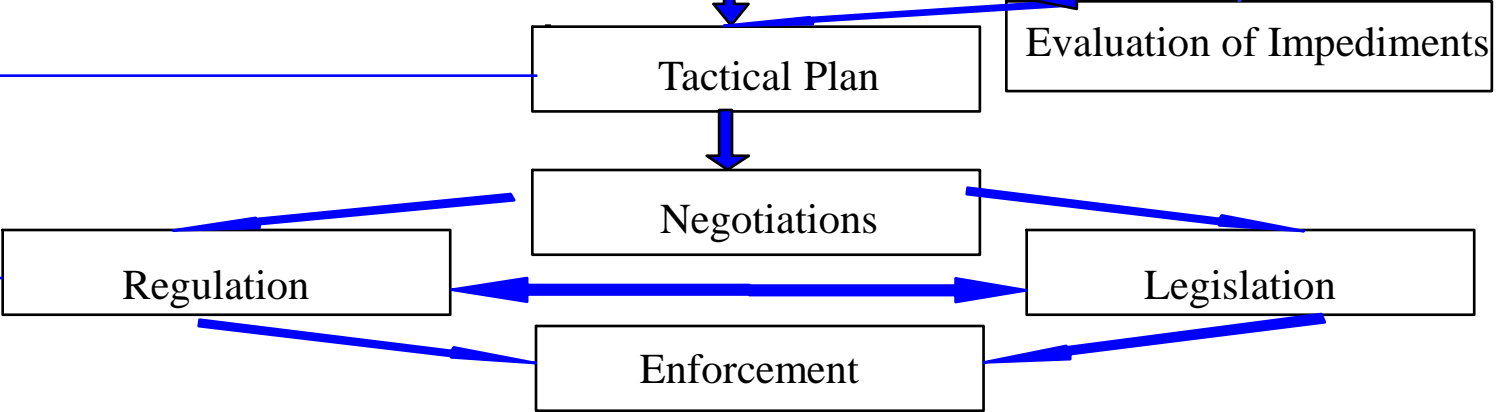 Evaluation of Impediments
Tactical Plan
Negotiations
Regulation
Legislation
Enforcement